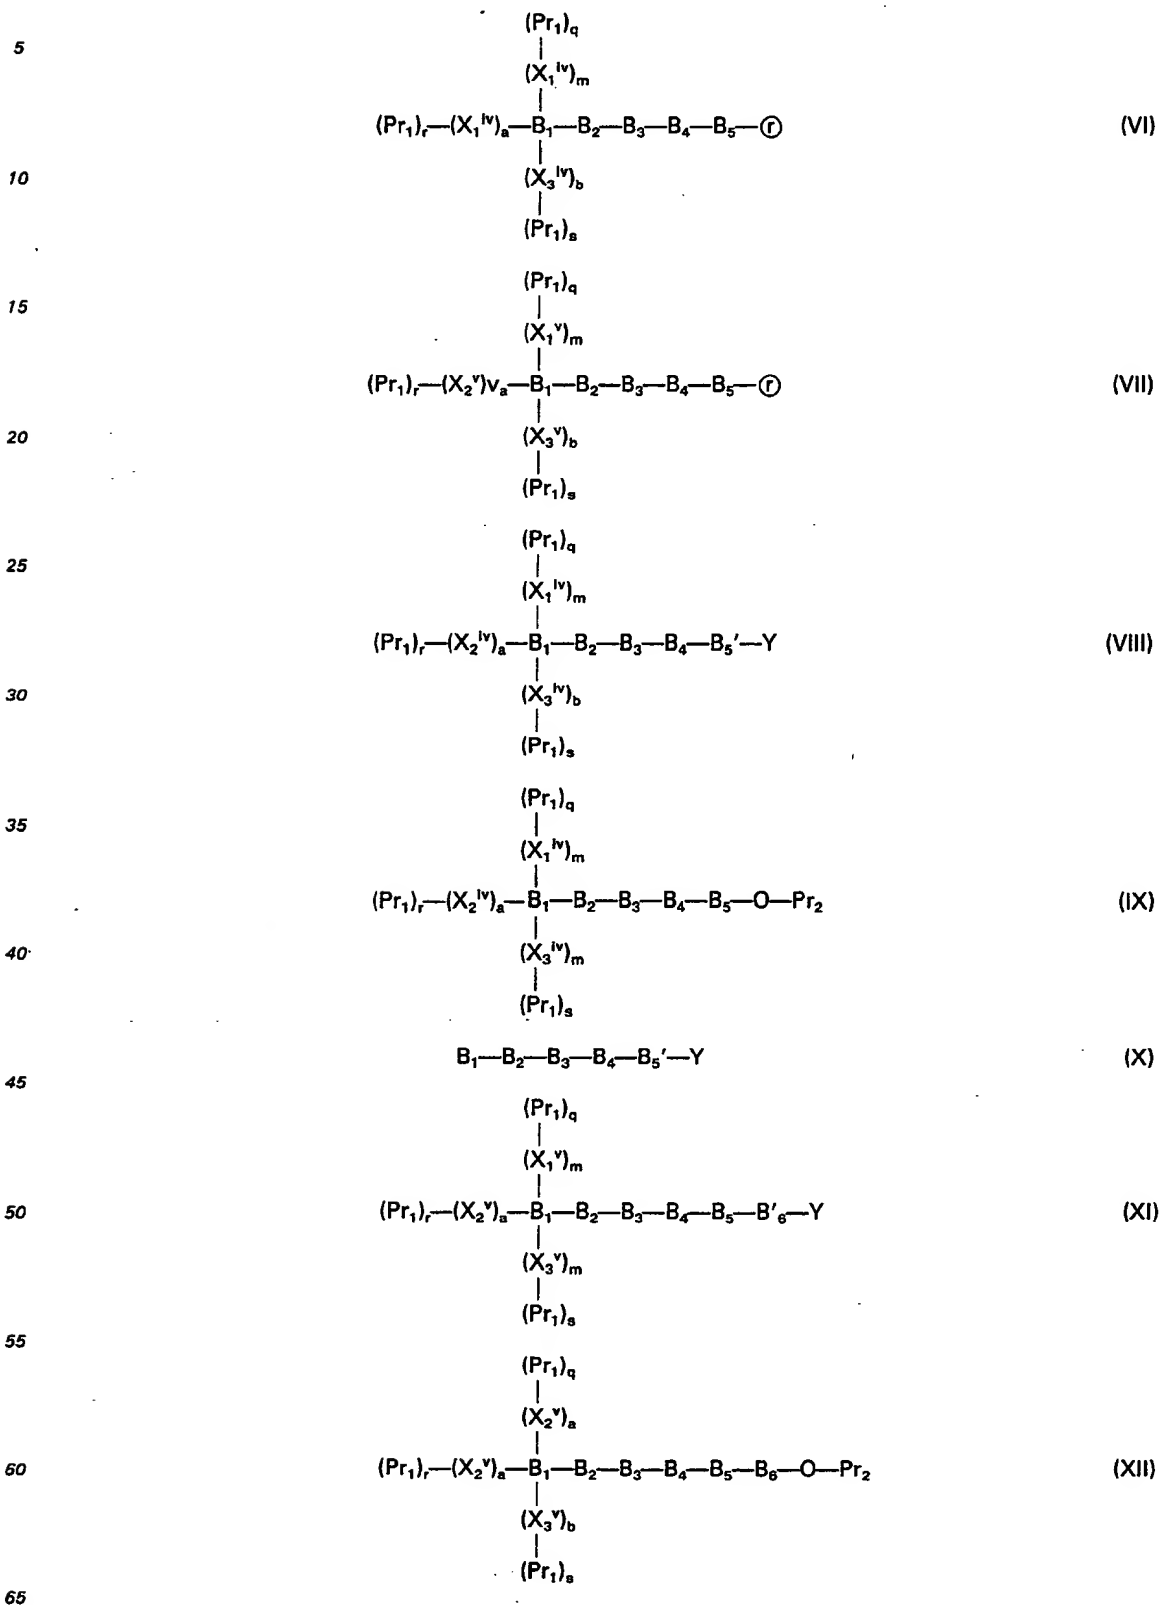 (Pr₁)q
5
(X₁ⁱᵛ)m
(Pr₁)r—(X₁ⁱᵛ)a—B₁—B₂—B₃—B₄—B₅—ⓡ (VI)
10 (X₃ⁱᵛ)b
(Pr₁)s
(Pr₁)q
15
(X₁ᵛ)m
(Pr₁)r—(X₂ᵛ)va—B₁—B₂—B₃—B₄—B₅—ⓡ (VII)
20 (X₃ᵛ)b
(Pr₁)s
(Pr₁)q
25
(X₁ⁱᵛ)m
(Pr₁)r—(X₂ⁱᵛ)a—B₁—B₂—B₃—B₄—B₅′—Y (VIII)
30 (X₃ⁱᵛ)b
(Pr₁)s
(Pr₁)q
35
(X₁ⁱᵛ)m
(Pr₁)r—(X₂ⁱᵛ)a—B₁—B₂—B₃—B₄—B₅—O—Pr₂ (IX)
40 (X₃ⁱᵛ)m
(Pr₁)s
B₁—B₂—B₃—B₄—B₅′—Y (X)
45
(Pr₁)q
(X₁ᵛ)m
50 (Pr₁)r—(X₂ᵛ)a—B₁—B₂—B₃—B₄—B₅—B′₆—Y (XI)
(X₃ᵛ)m
(Pr₁)s
55
(Pr₁)q
(X₂ᵛ)a
60 (Pr₁)r—(X₂ᵛ)a—B₁—B₂—B₃—B₄—B₅—B₆—O—Pr₂ (XII)
(X₃ᵛ)b
(Pr₁)s
65